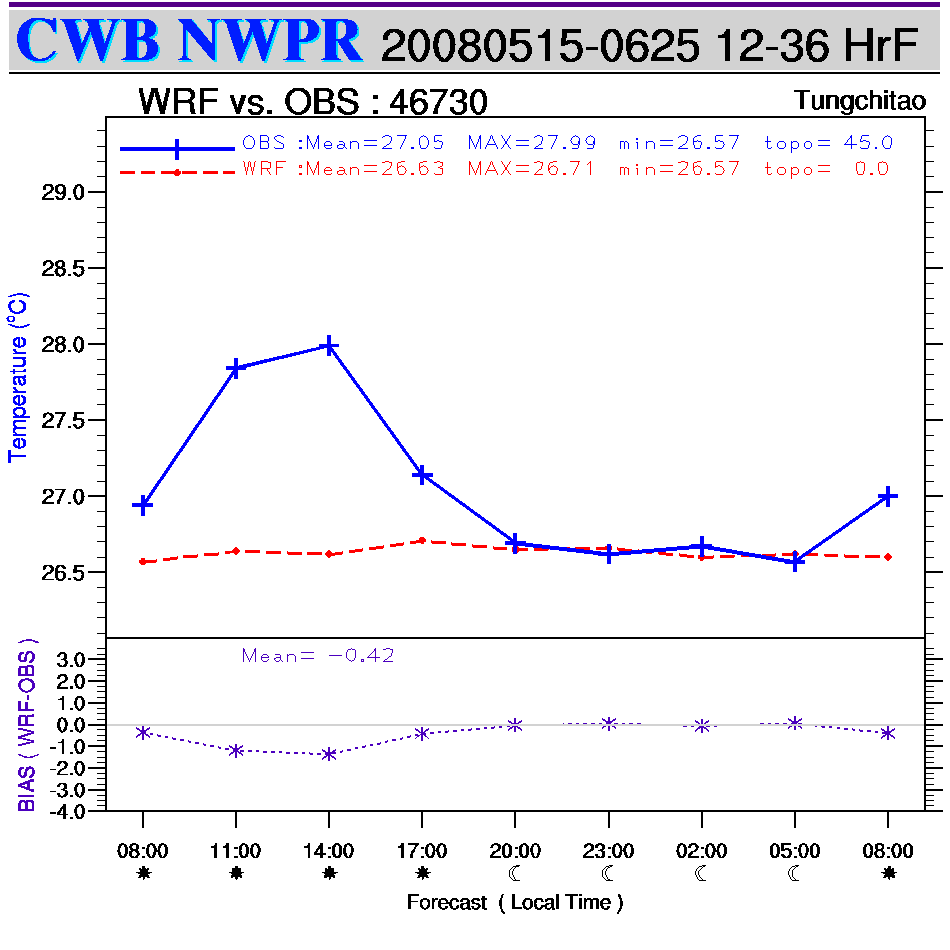 CWB NWPR 20080515-0625 12-36 HrF
WRF vs. OBS : 46730 Tungchitao
OBS :Mean=27.05 MAX=27.99 min=26.57 topo= 45.0
WRF :Mean=26.63 MAX=26.71 min=26.57 topo= 0.0
Temperature (°C)
29.0
28.5
28.0
27.5
27.0
26.5
BIAS ( WRF-OBS )
Mean= -0.42
3.0
2.0
1.0
0.0
-1.0
-2.0
-3.0
-4.0
08:00 11:00 14:00 17:00 20:00 23:00 02:00 05:00 08:00
Forecast ( Local Time )